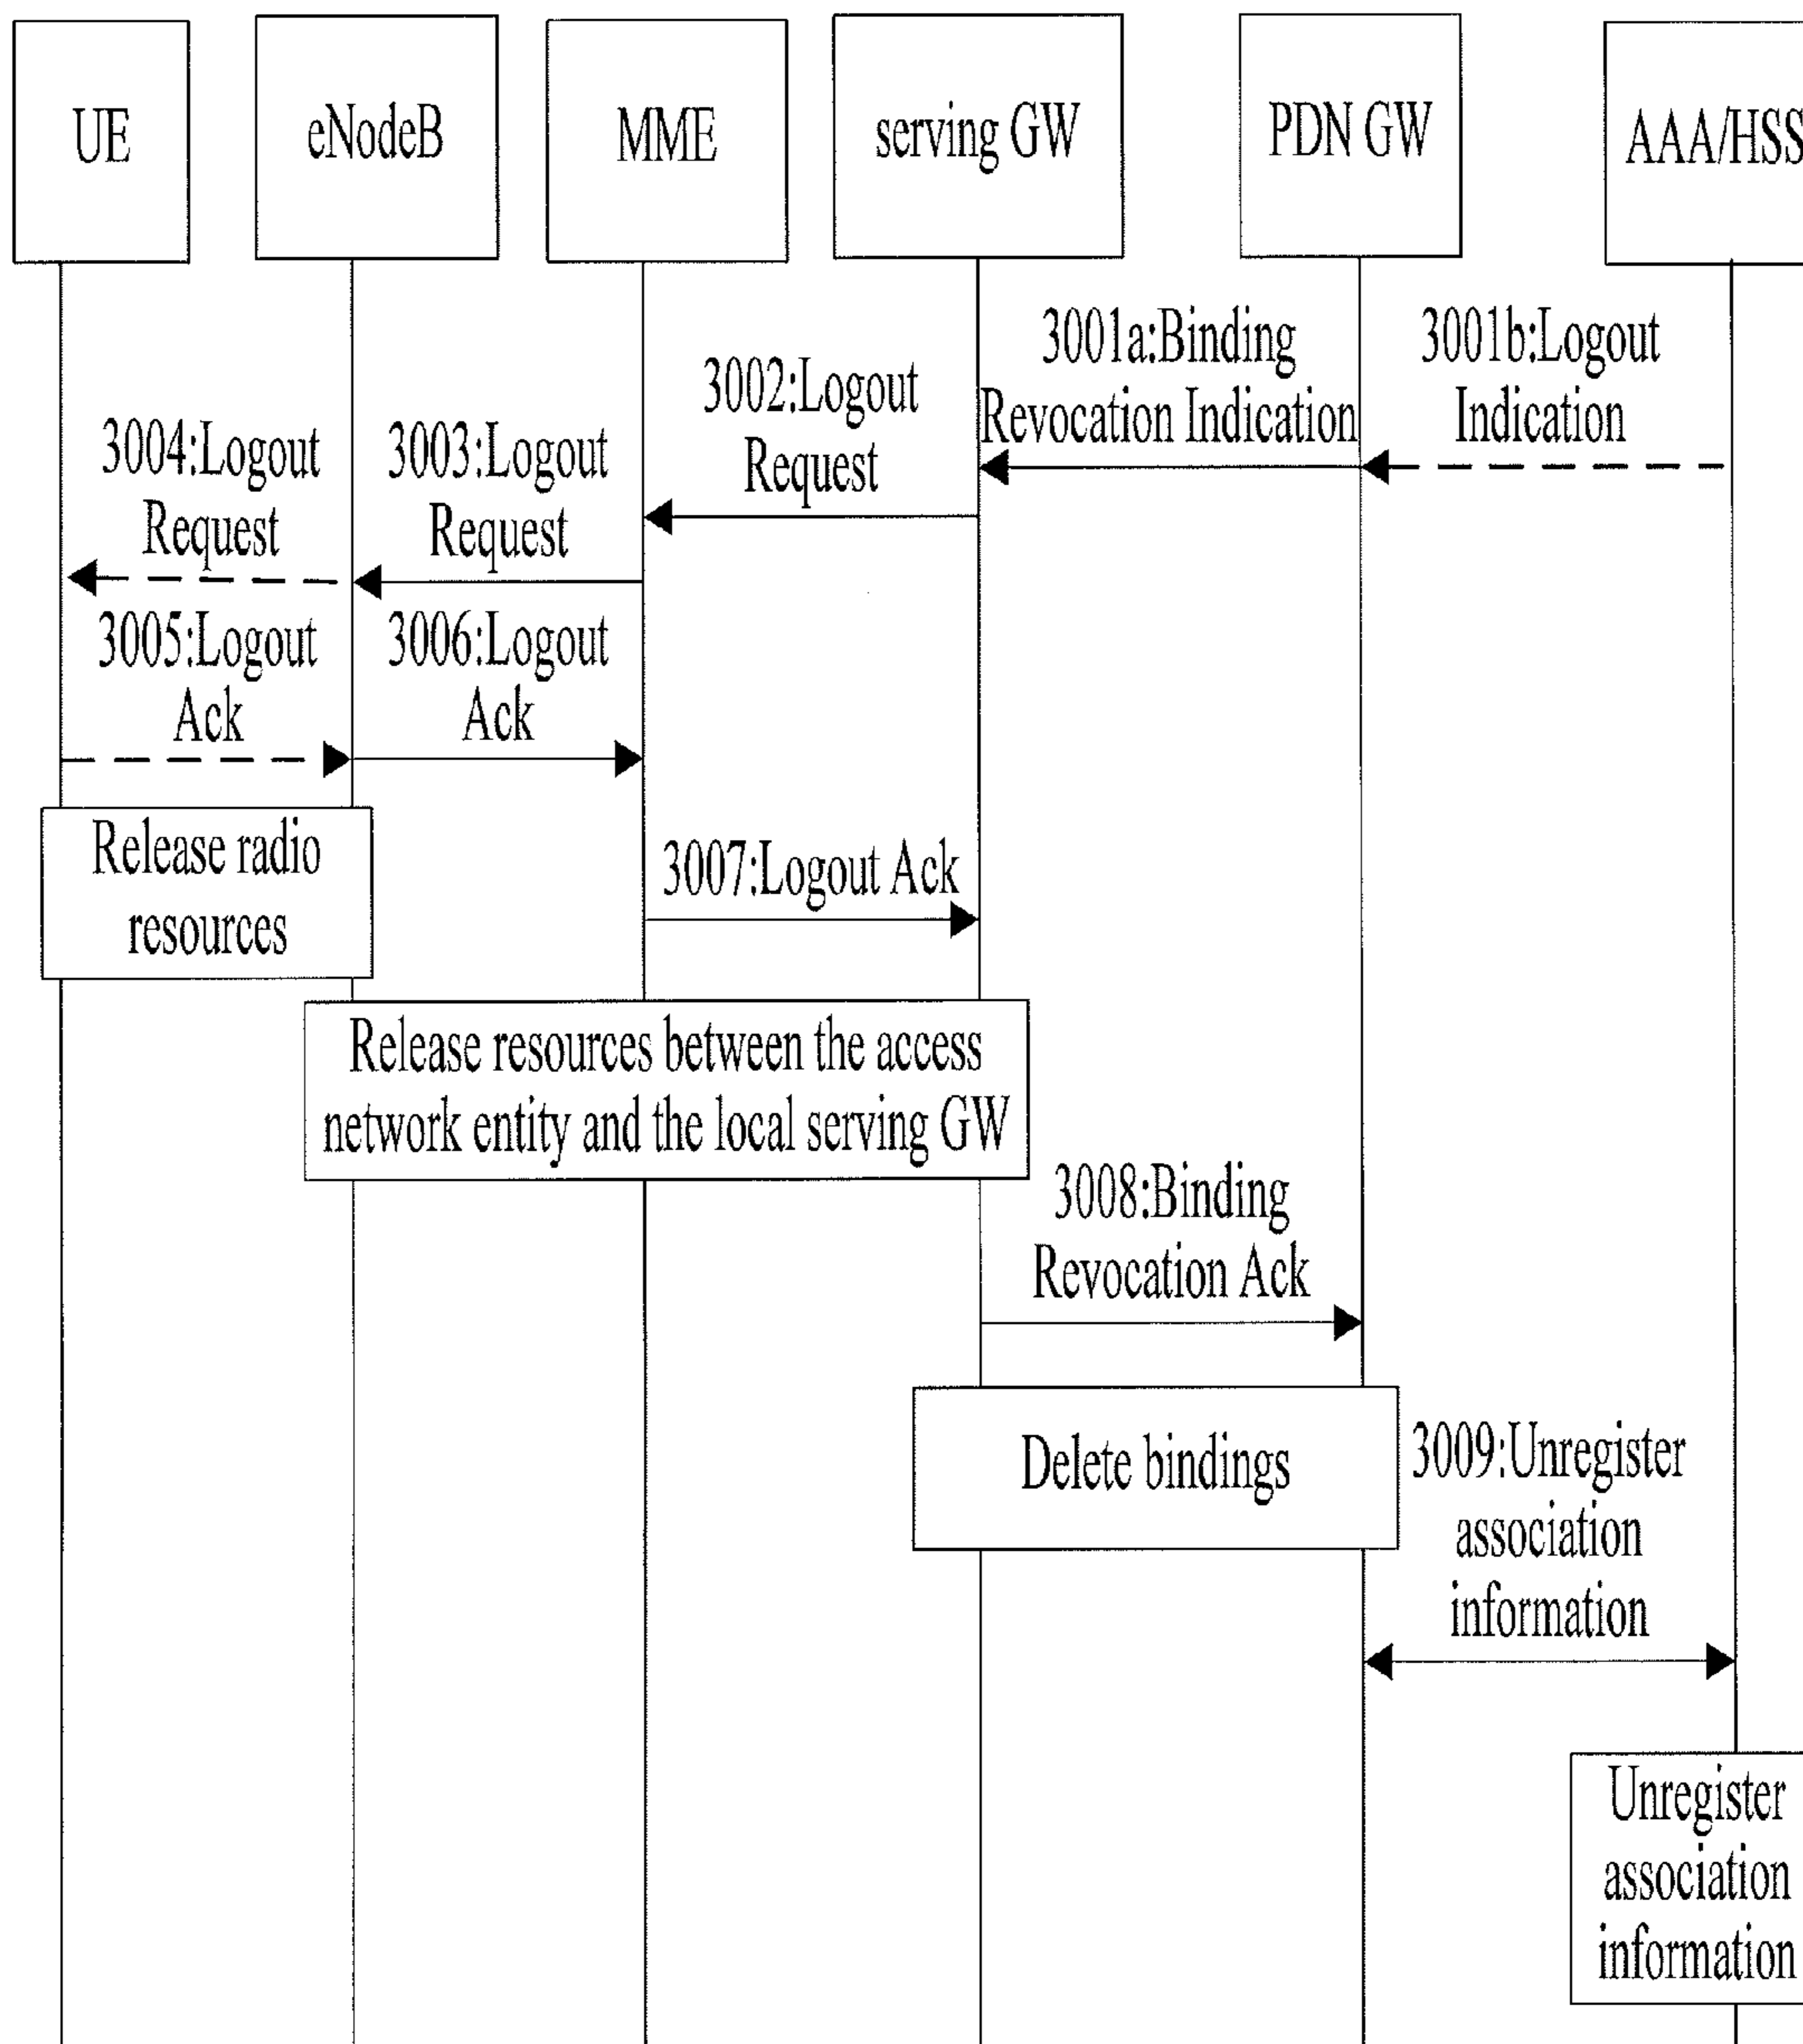 UE
eNodeB
MME
serving GW
PDN GW
AAA/HSS
3001a:Binding
Revocation Indication
3001b:Logout
Indication
3002:Logout
Request
3003:Logout
Request
3004:Logout
Request
3005:Logout
Ack
3006:Logout
Ack
Release radio
resources
3007:Logout Ack
Release resources between the access
network entity and the local serving GW
3008:Binding
Revocation Ack
Delete bindings
3009:Unregister
association
information
Unregister
association
information